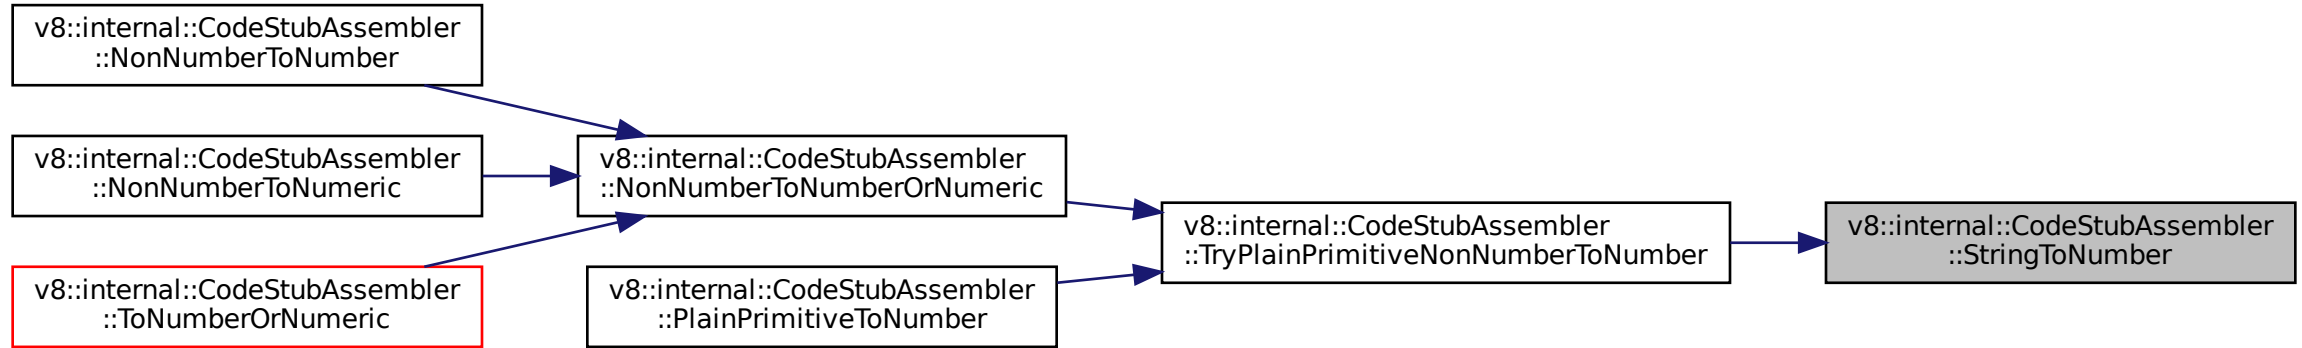 v8::internal::CodeStubAssembler
::NonNumberToNumber
v8::internal::CodeStubAssembler
::NonNumberToNumeric
v8::internal::CodeStubAssembler
::ToNumberOrNumeric
v8::internal::CodeStubAssembler
::NonNumberToNumberOrNumeric
v8::internal::CodeStubAssembler
::PlainPrimitiveToNumber
v8::internal::CodeStubAssembler
::TryPlainPrimitiveNonNumberToNumber
v8::internal::CodeStubAssembler
::StringToNumber